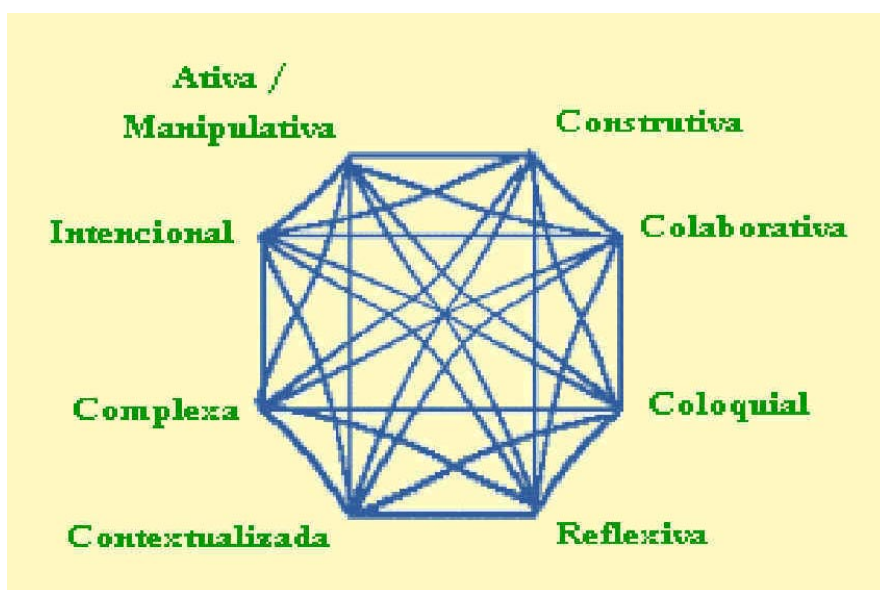 Ativa /
Manipulativa
Construtiva
Intencional
Colaborativa
Complexa
Coloquial
Contextualizada
Reflexiva